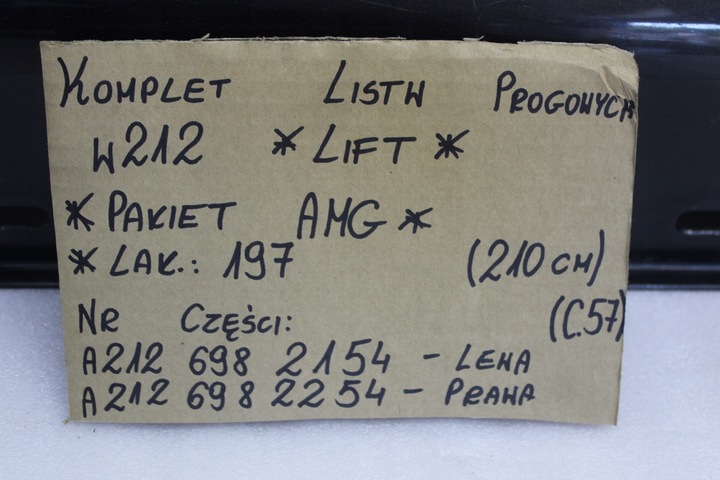 KOMPLET LISTW PROGOWYCH
W212 * LIFT *
* PAKIET AMG *
* LAK.: 197 (210 CM)
NR CZĘŚCI: (C.57)
A212 698 2154 - LEWA
A212 698 2254 - PRAWA